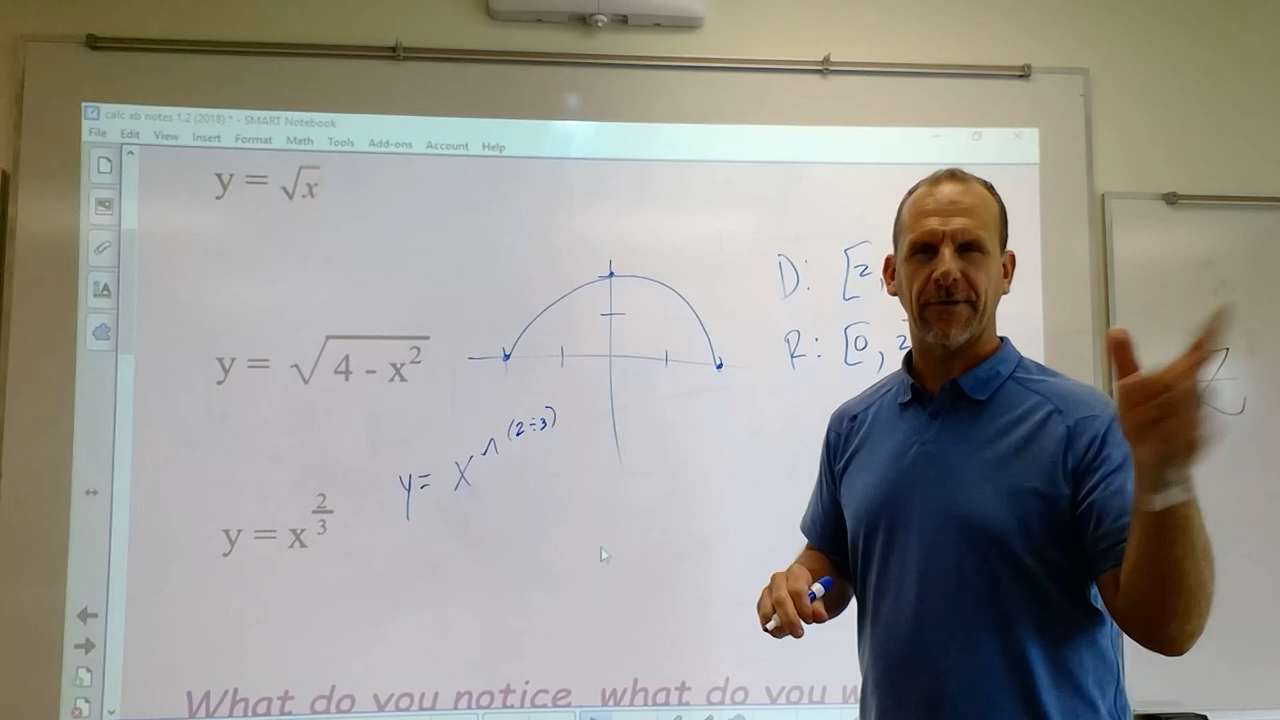 calc ab notes 1.2 (2018) * - SMART Notebook
File Edit View Insert Format Math Tools Add-ons Account Help
y = √x
D: [2,
y = √(4 - x²)
R: [0, 2
y = x^(2÷3)
y = x^(2/3)
What do you notice what do you w